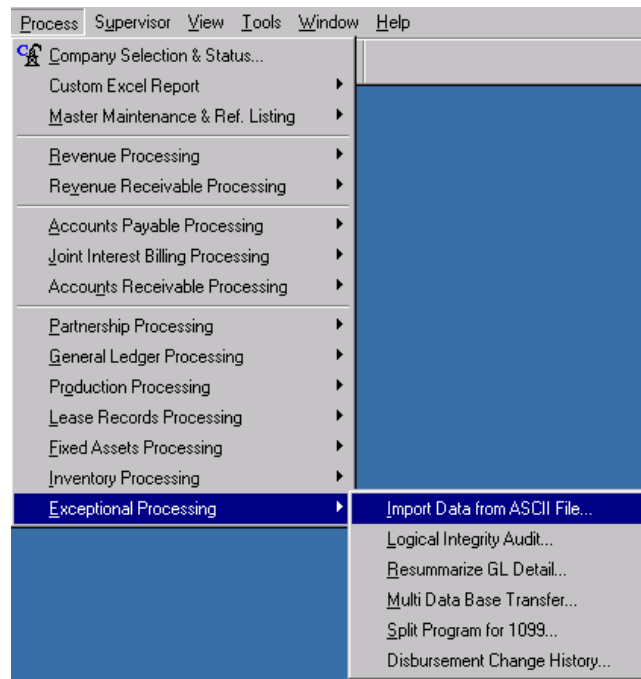 Process Supervisor View Tools Window Help
Company Selection & Status...
Custom Excel Report
Master Maintenance & Ref. Listing
Revenue Processing
Revenue Receivable Processing
Accounts Payable Processing
Joint Interest Billing Processing
Accounts Receivable Processing
Partnership Processing
General Ledger Processing
Production Processing
Lease Records Processing
Fixed Assets Processing
Inventory Processing
Exceptional Processing
Import Data from ASCII File...
Logical Integrity Audit...
Resummarize GL Detail...
Multi Data Base Transfer...
Split Program for 1099...
Disbursement Change History...